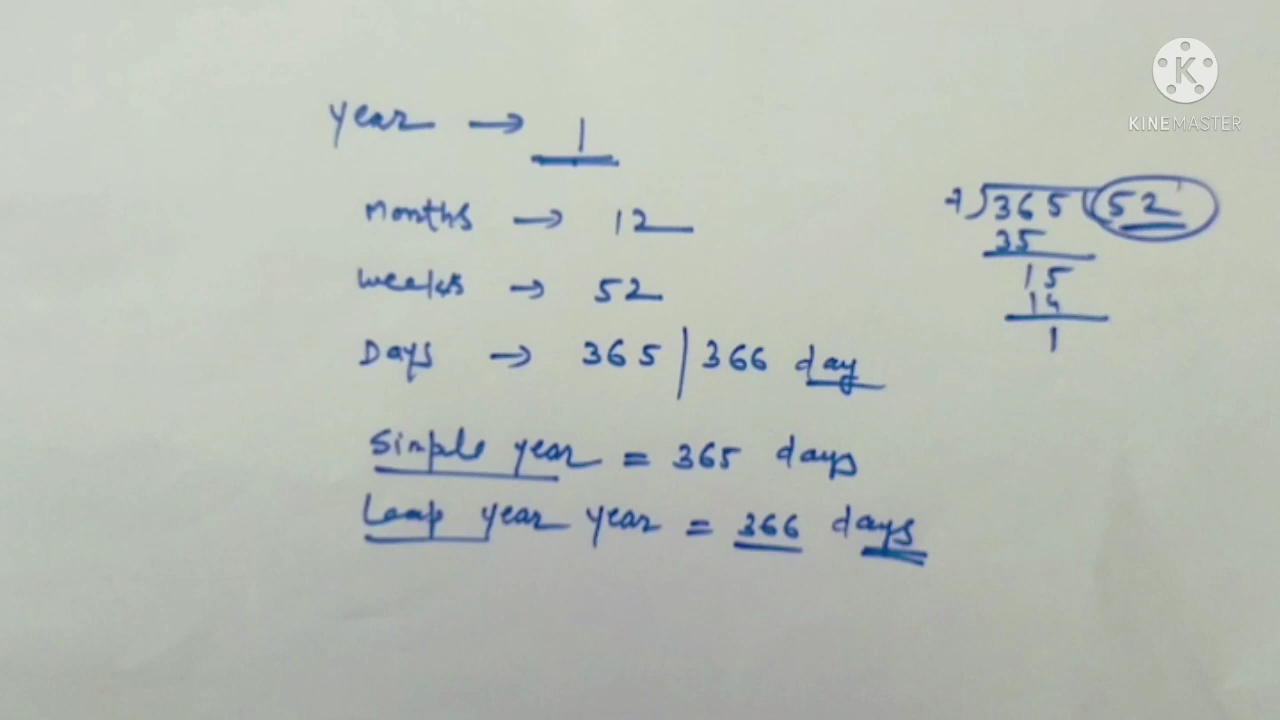 year → 1
months → 12
weeks → 52
Days → 365 | 366 day
Simple year = 365 days
Leap year year = 366 days
7)365(52
35
15
14
1
K
KINEMASTER